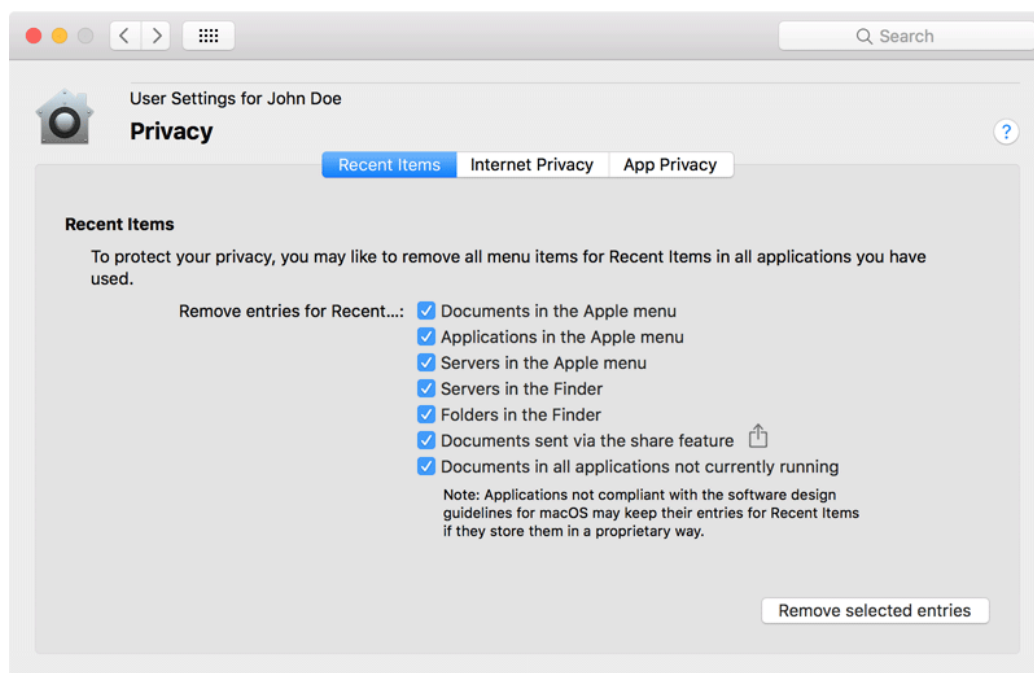 Search
User Settings for John Doe
Privacy
?
Recent Items Internet Privacy App Privacy
Recent Items
To protect your privacy, you may like to remove all menu items for Recent Items in all applications you have
used.
Remove entries for Recent...: Documents in the Apple menu
Applications in the Apple menu
Servers in the Apple menu
Servers in the Finder
Folders in the Finder
Documents sent via the share feature
Documents in all applications not currently running
Note: Applications not compliant with the software design
guidelines for macOS may keep their entries for Recent Items
if they store them in a proprietary way.
Remove selected entries